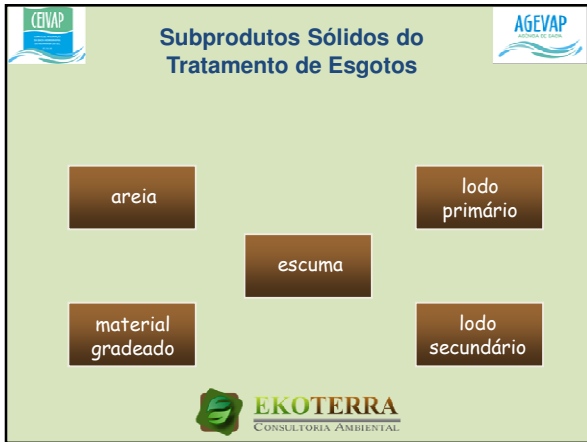 CEIVAP
Subprodutos Sólidos do
Tratamento de Esgotos
AGEVAP
areia
lodo
primário
escuma
material
gradeado
lodo
secundário
EKOTERRA
CONSULTORIA AMBIENTAL